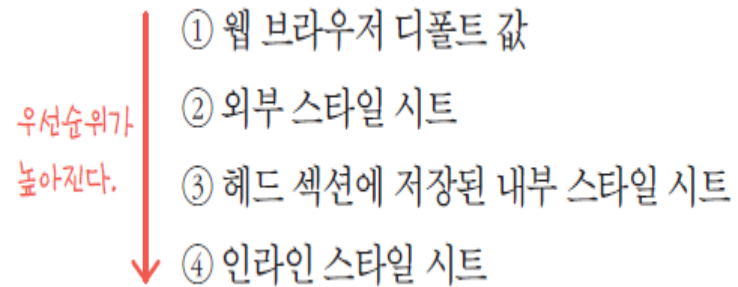 ① 웹 브라우저 디폴트 값
② 외부 스타일 시트
우선순위가
높아진다.
③ 헤드 섹션에 저장된 내부 스타일 시트
④ 인라인 스타일 시트